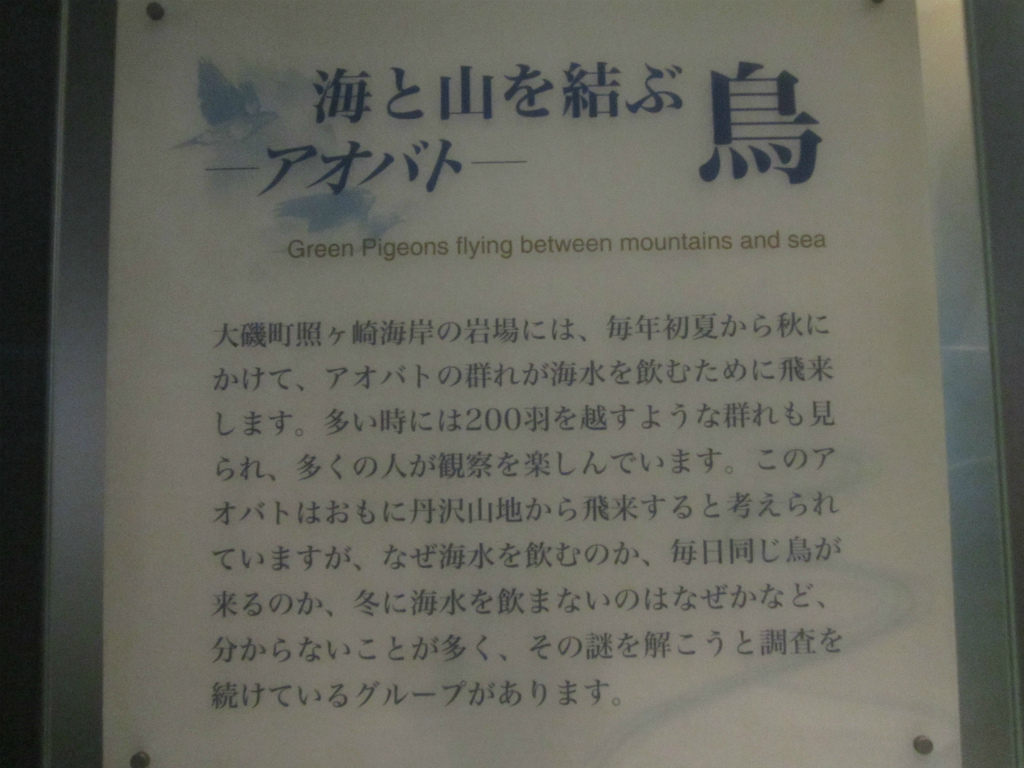 海と山を結ぶ鳥
―アオバト―
Green Pigeons flying between mountains and sea
大磯町照ヶ崎海岸の岩場には、毎年初夏から秋に
かけて、アオバトの群れが海水を飲むために飛来
します。多い時には200羽を越すような群れも見
られ、多くの人が観察を楽しんでいます。このア
オバトはおもに丹沢山地から飛来すると考えられ
ていますが、なぜ海水を飲むのか、毎日同じ鳥が
来るのか、冬に海水を飲まないのはなぜかなど、
分からないことが多く、その謎を解こうと調査を
続けているグループがあります。